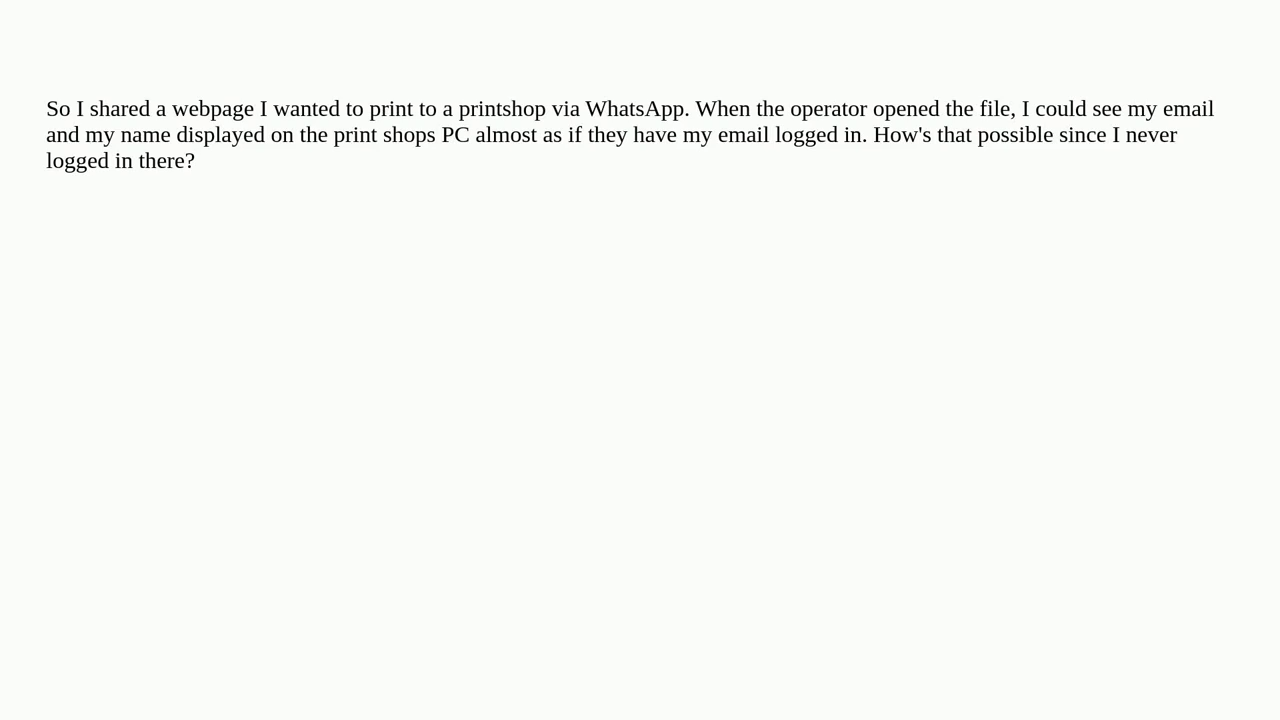 So I shared a webpage I wanted to print to a printshop via WhatsApp. When the operator opened the file, I could see my email
and my name displayed on the print shops PC almost as if they have my email logged in. How's that possible since I never
logged in there?